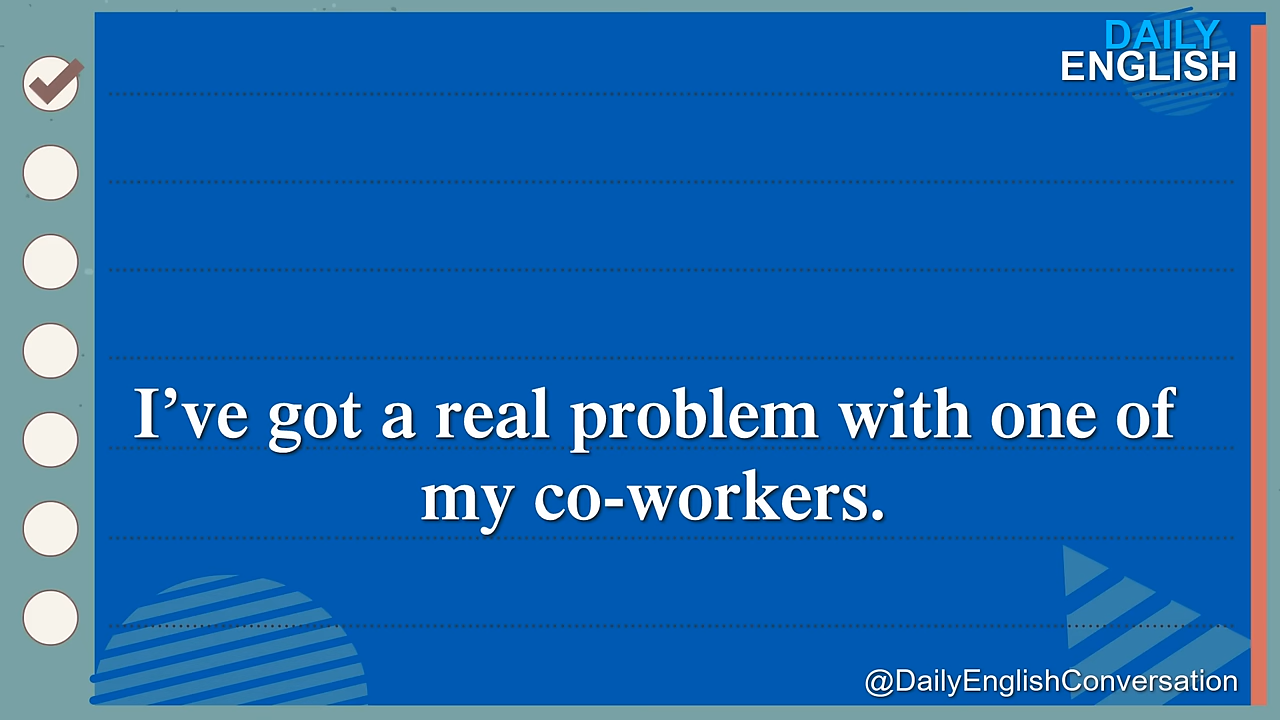 DAILY
ENGLISH
I’ve got a real problem with one of
my co-workers.
@DailyEnglishConversation